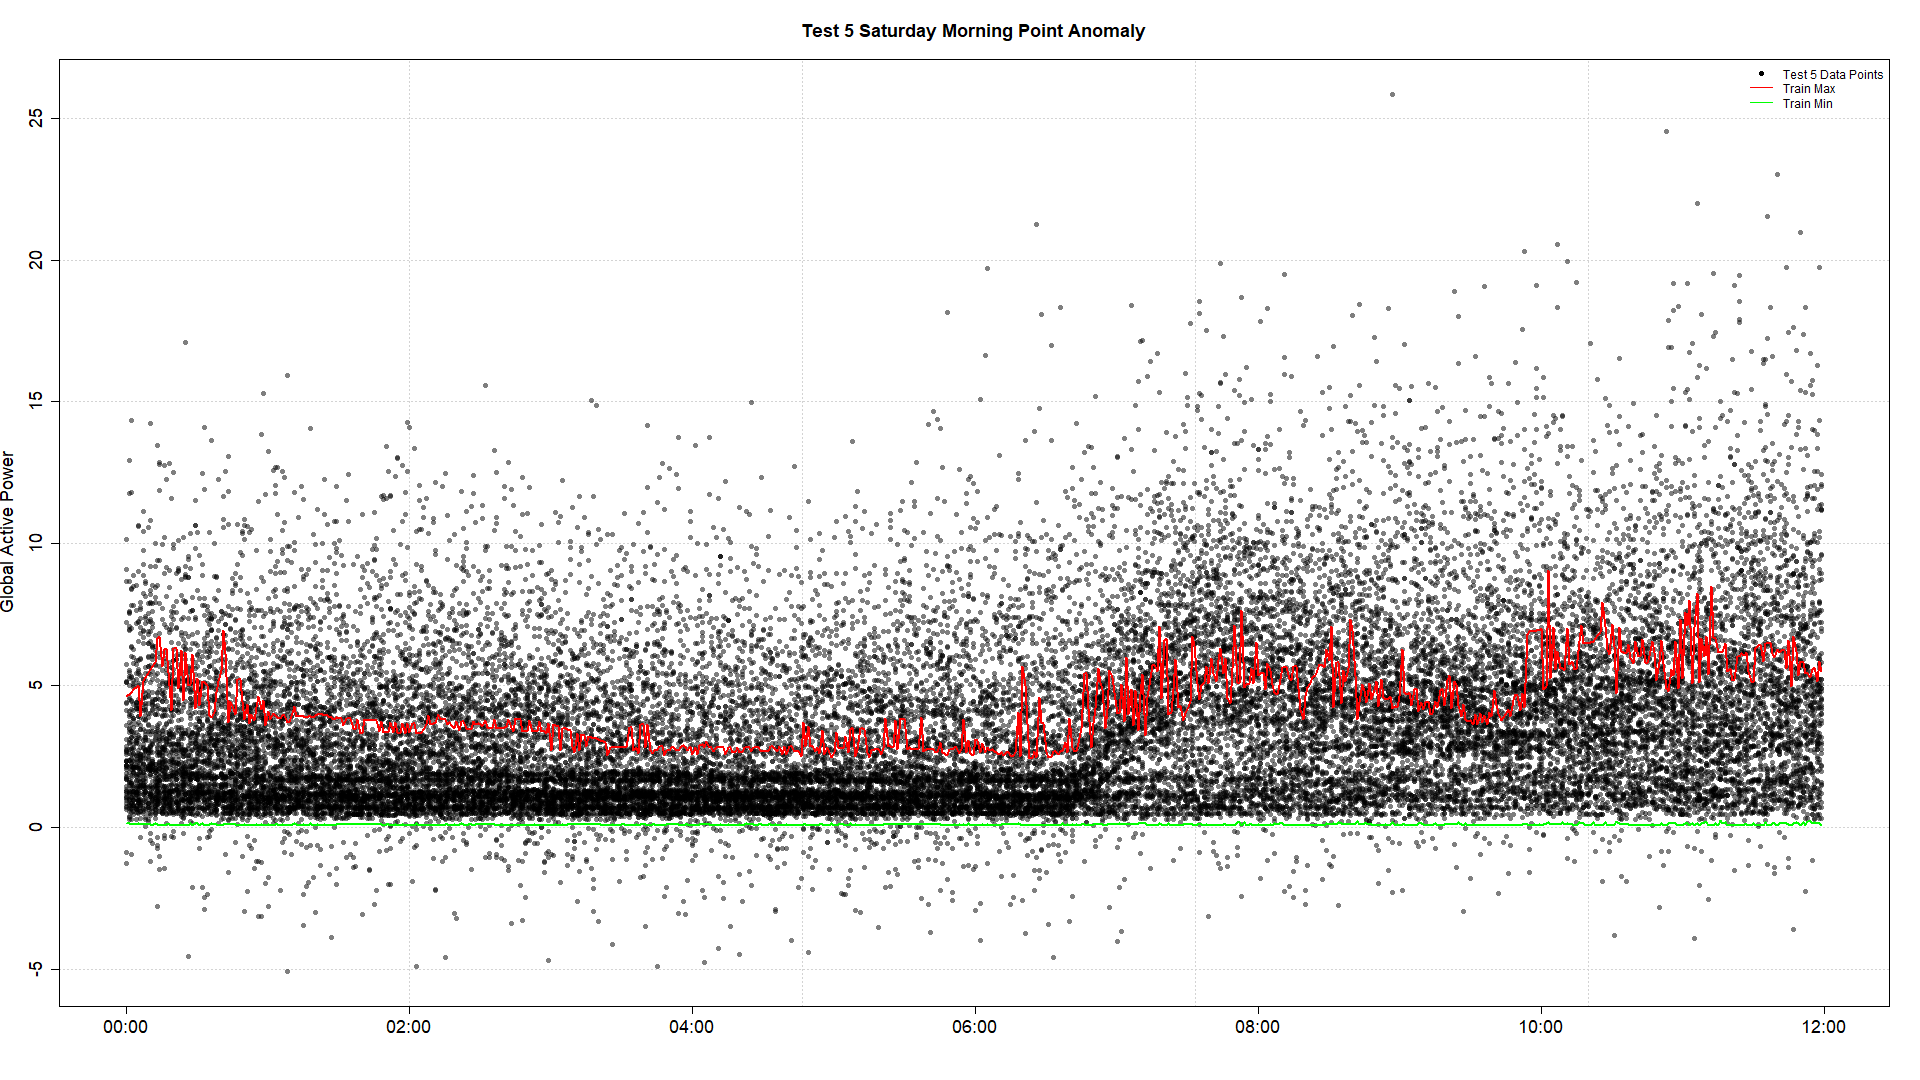 Test 5 Saturday Morning Point Anomaly
Test 5 Data Points
Train Max
Train Min
Global Active Power
25
20
15
10
5
0
-5
00:00
02:00
04:00
06:00
08:00
10:00
12:00